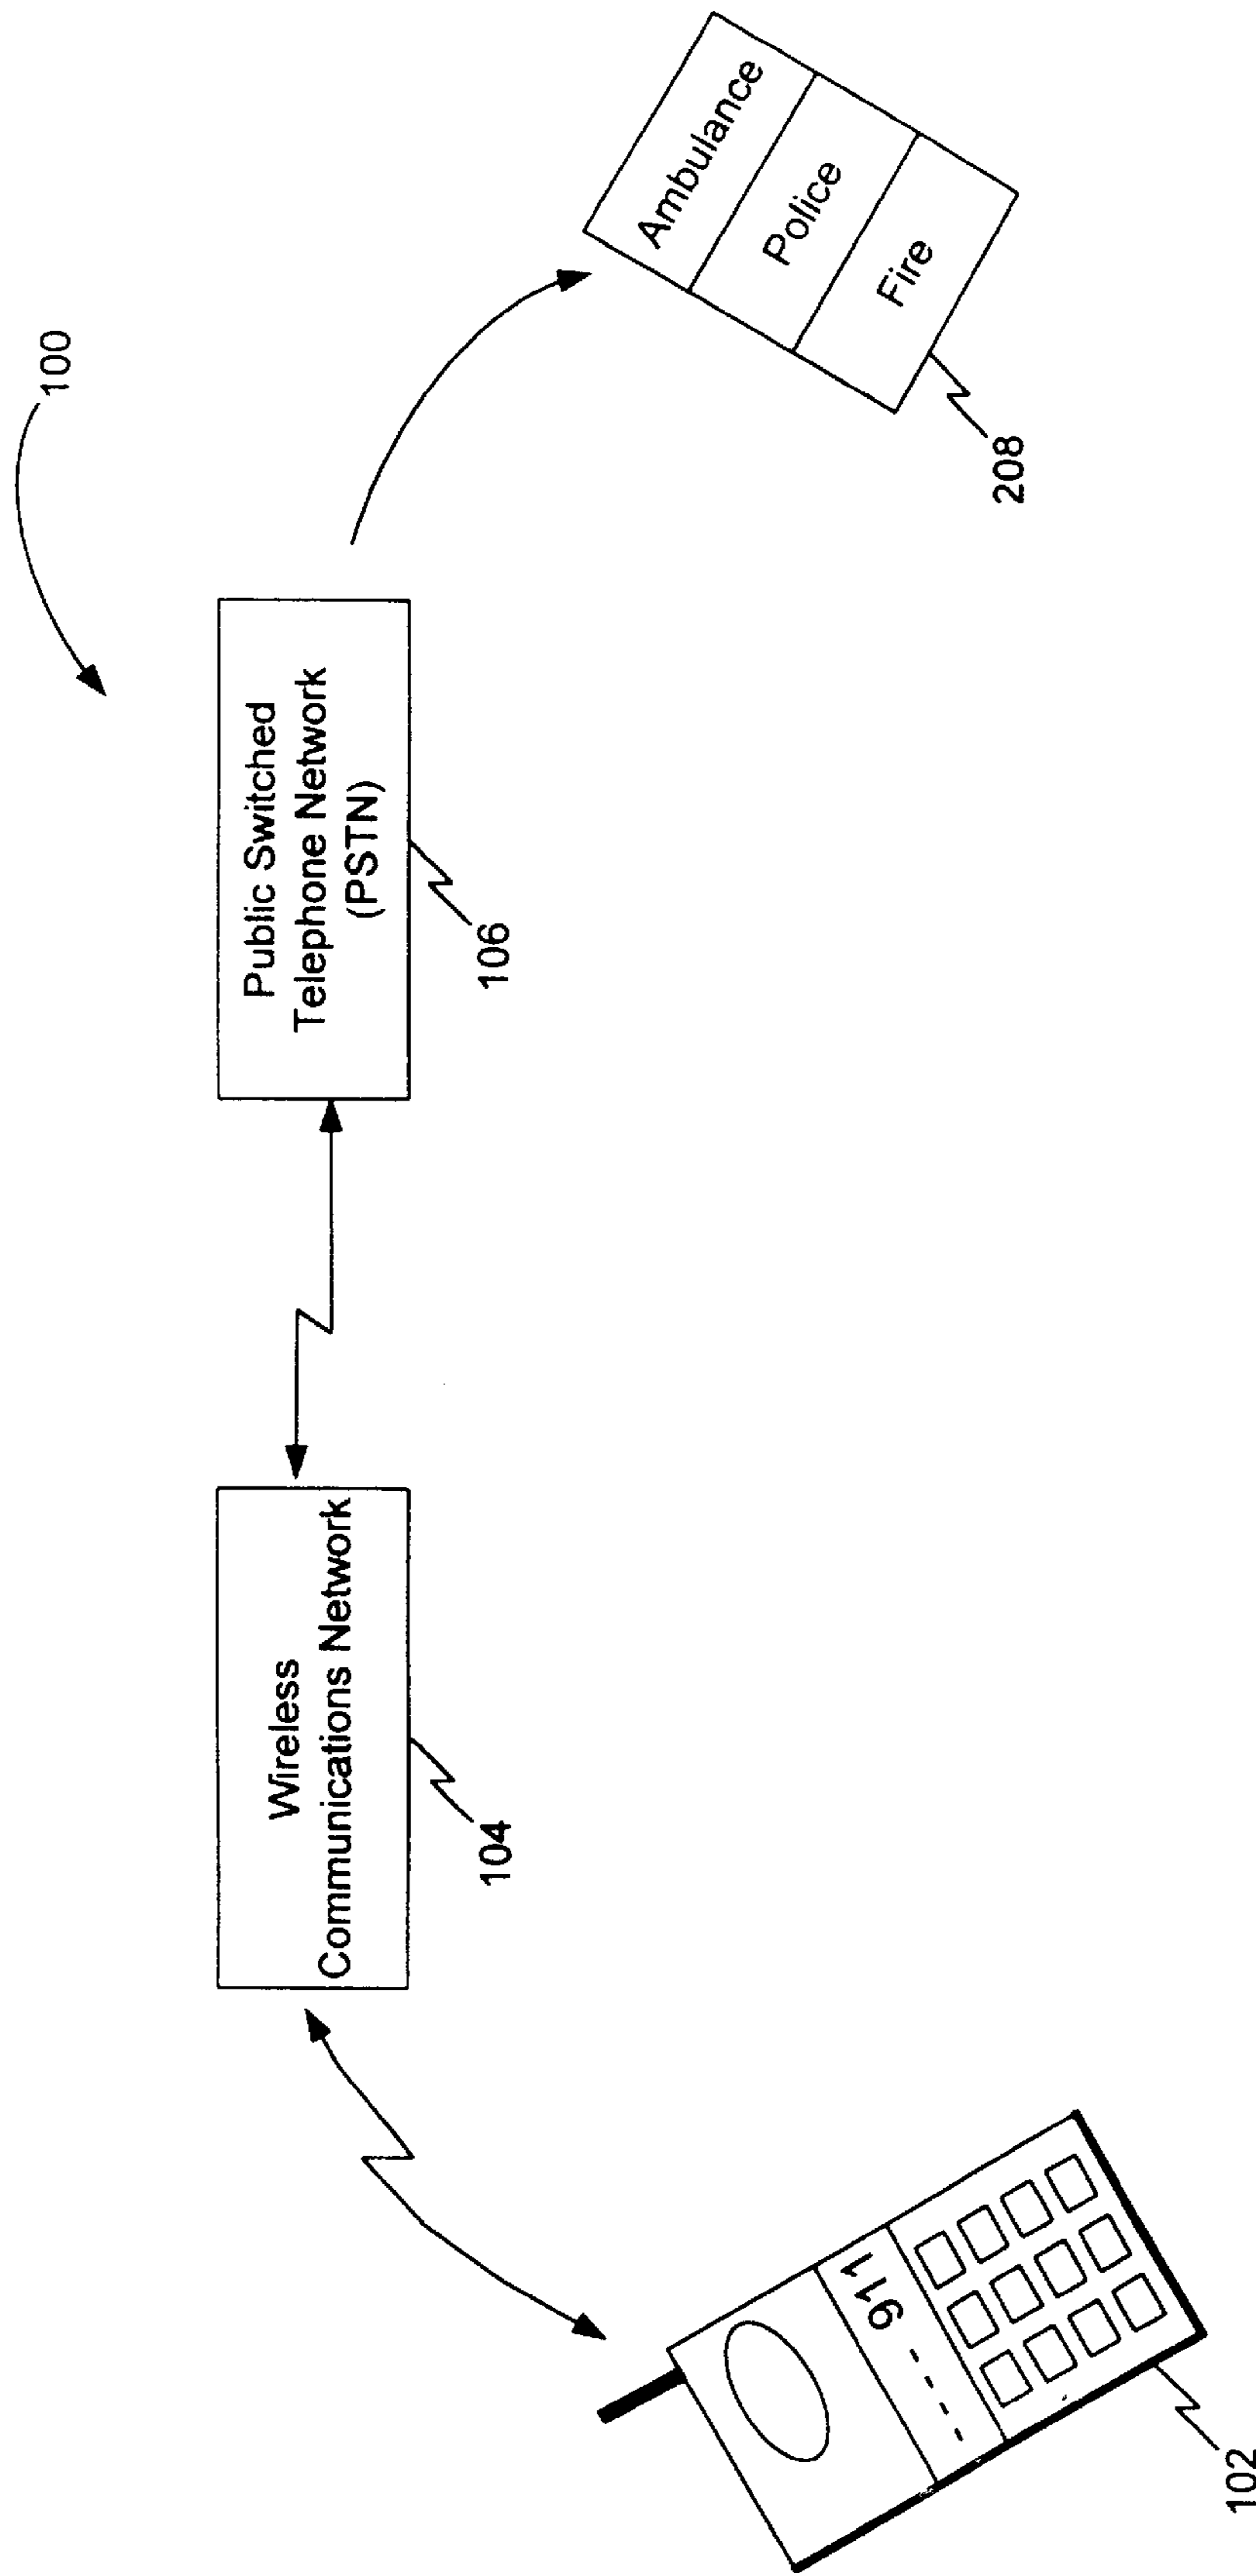 100
Wireless
Communications Network
104
Public Switched
Telephone Network
(PSTN)
106
Ambulance
Police
Fire
208
---- 911
102